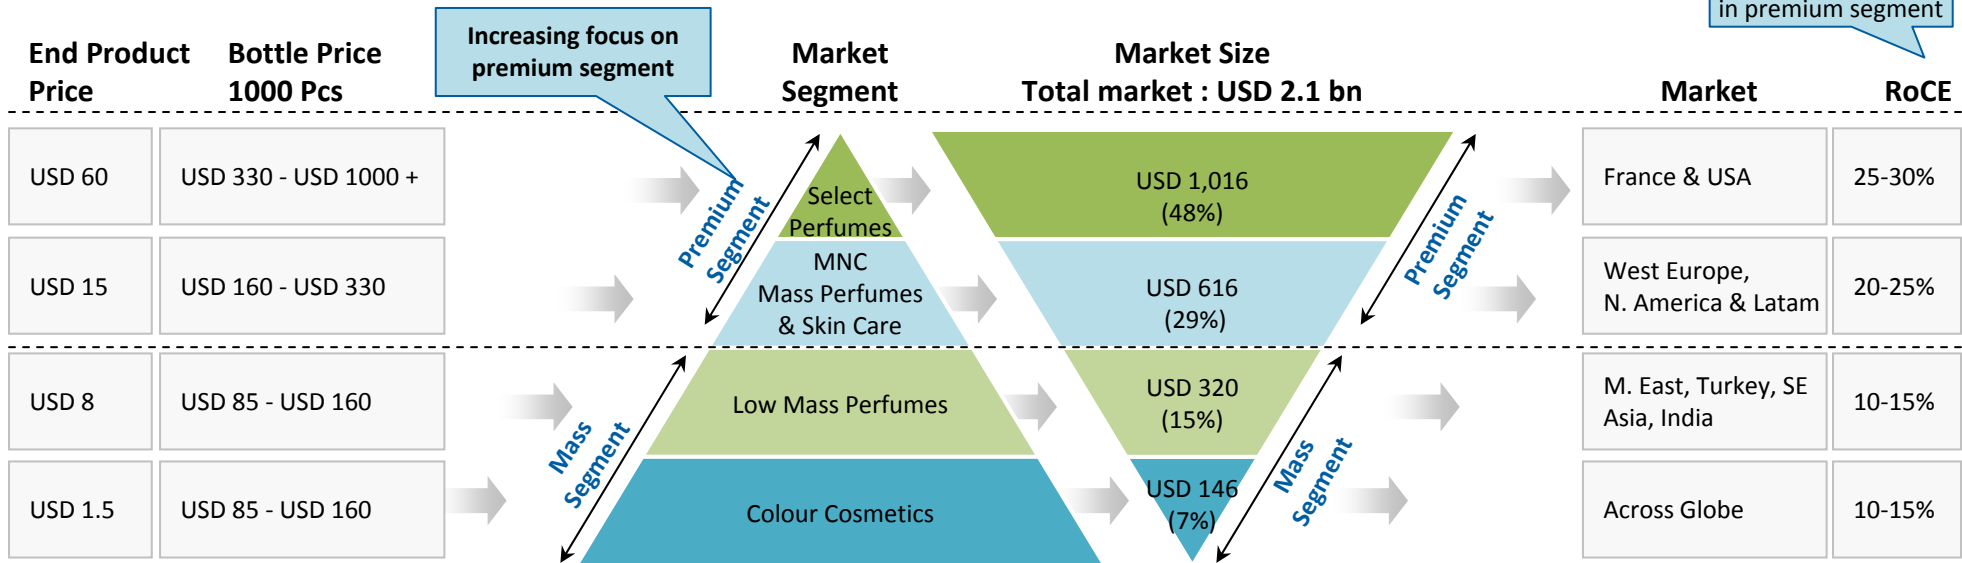 in premium segment
Increasing focus on
premium segment
End Product
Price
Bottle Price
1000 Pcs
Market
Segment
Market Size
Total market : USD 2.1 bn
Market
RoCE
USD 60
USD 330 - USD 1000 +
Premium
Segment
Select
Perfumes
USD 1,016
(48%)
Premium
Segment
France & USA
25-30%
USD 15
USD 160 - USD 330
MNC
Mass Perfumes
& Skin Care
USD 616
(29%)
West Europe,
N. America & Latam
20-25%
USD 8
USD 85 - USD 160
Mass
Segment
Low Mass Perfumes
USD 320
(15%)
Mass
Segment
M. East, Turkey, SE
Asia, India
10-15%
USD 1.5
USD 85 - USD 160
Colour Cosmetics
USD 146
(7%)
Across Globe
10-15%